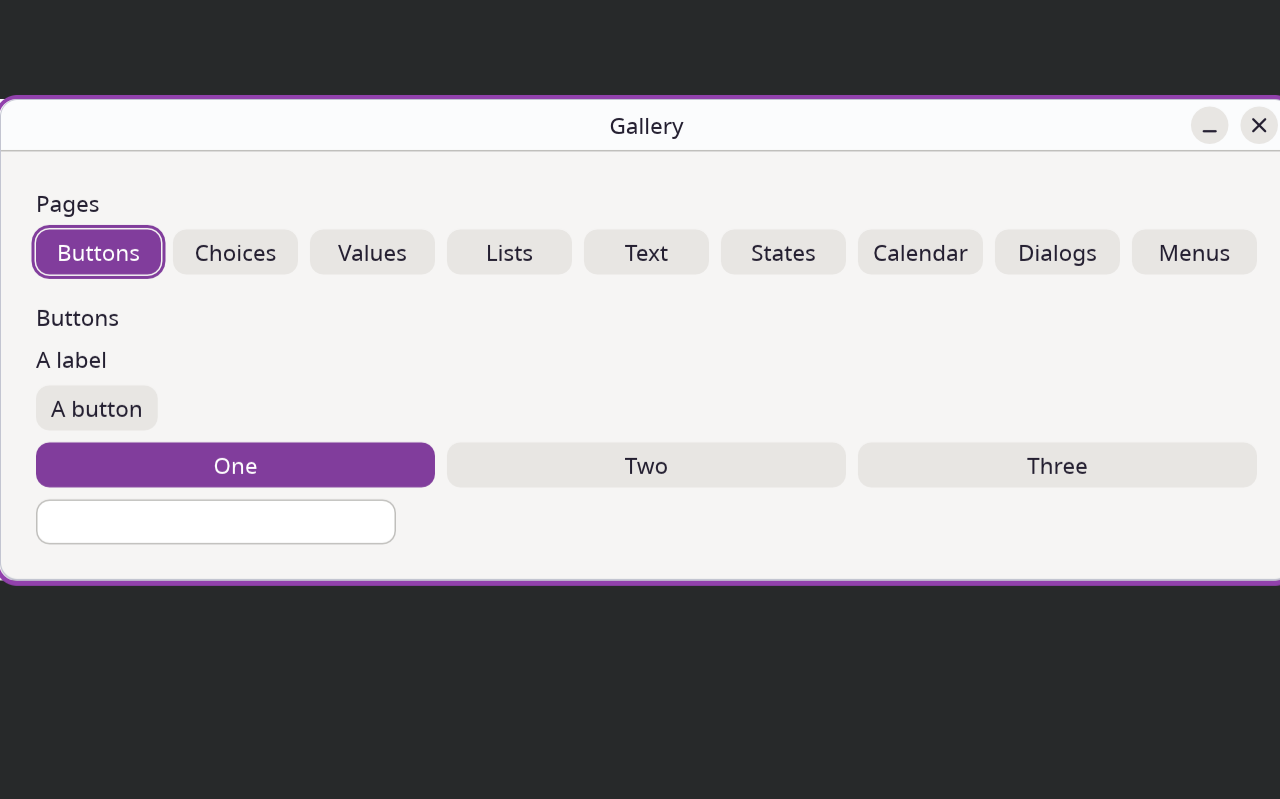 Gallery
Pages
Buttons Choices Values Lists Text States Calendar Dialogs Menus
Buttons
A label
A button
One Two Three